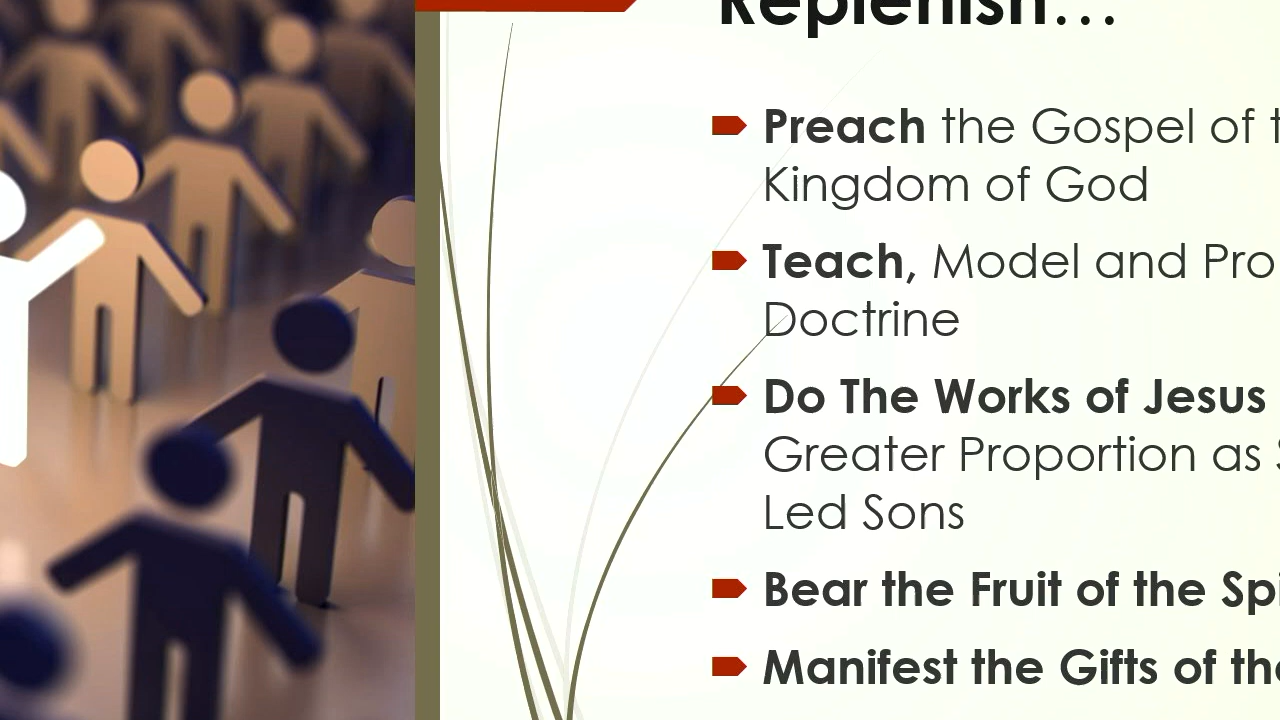 Replenish…
Preach the Gospel of t
Kingdom of God
Teach, Model and Pro
Doctrine
Do The Works of Jesus
Greater Proportion as S
Led Sons
Bear the Fruit of the Spi
Manifest the Gifts of the